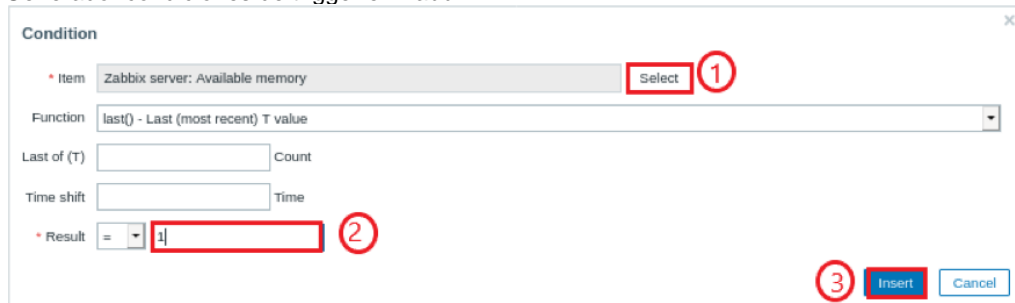 Condition
×
* Item Zabbix server: Available memory Select 1
Function last() - Last (most recent) T value
Last of (T) Count
Time shift Time
* Result = 1 2
3 Insert Cancel